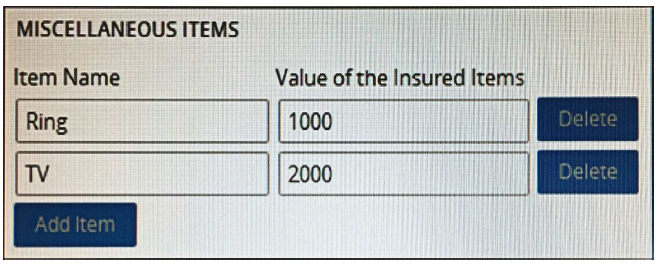 MISCELLANEOUS ITEMS
Item Name Value of the Insured Items
Ring 1000 Delete
TV 2000 Delete
Add Item